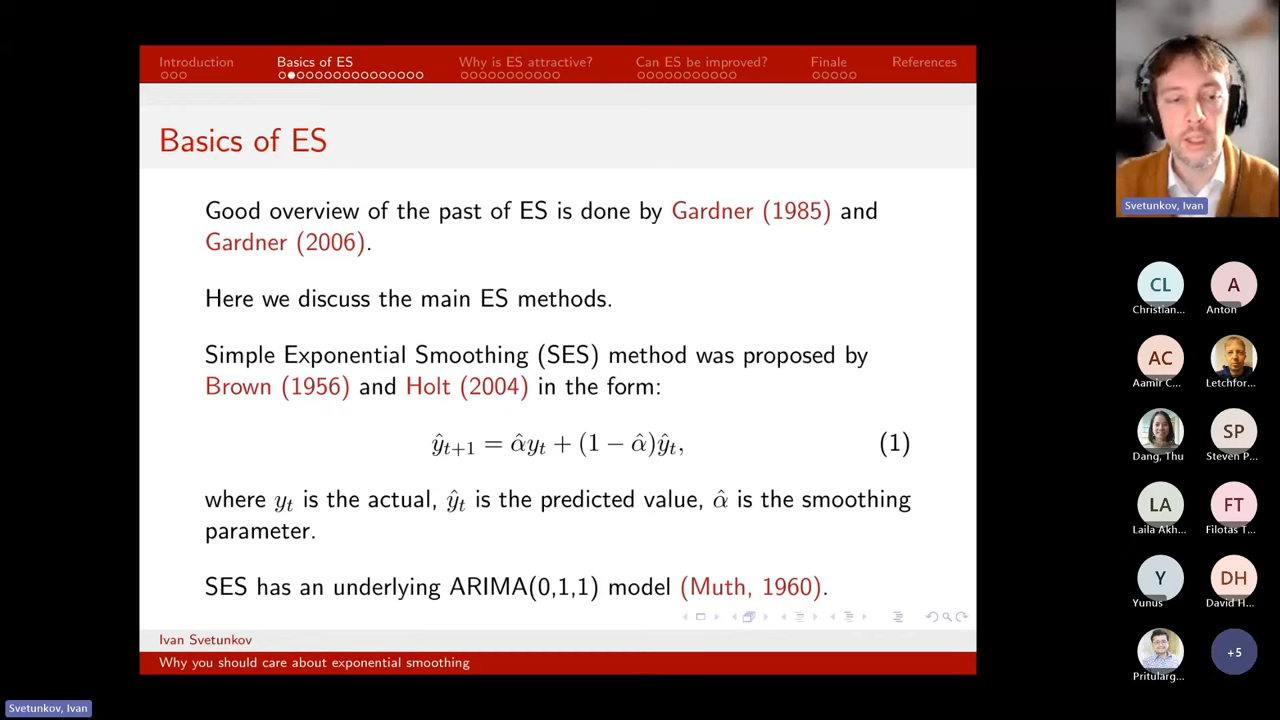 Introduction
Basics of ES
Why is ES attractive?
Can ES be improved?
Finale
References
Basics of ES
Good overview of the past of ES is done by Gardner (1985) and
Gardner (2006).
Here we discuss the main ES methods.
Simple Exponential Smoothing (SES) method was proposed by
Brown (1956) and Holt (2004) in the form:
ŷₜ₊₁ = α̂yₜ + (1 − α̂)ŷₜ, (1)
where yₜ is the actual, ŷₜ is the predicted value, α̂ is the smoothing
parameter.
SES has an underlying ARIMA(0,1,1) model (Muth, 1960).
Ivan Svetunkov
Why you should care about exponential smoothing
Svetunkov, Ivan
CL
Christian...
A
Anton
AC
Aamir C...
Letchfor...
Dang, Thu
SP
Steven P...
LA
Laila Akh...
FT
Filotas T...
Y
Yunus
DH
David H...
Pritularg...
+5
Svetunkov, Ivan